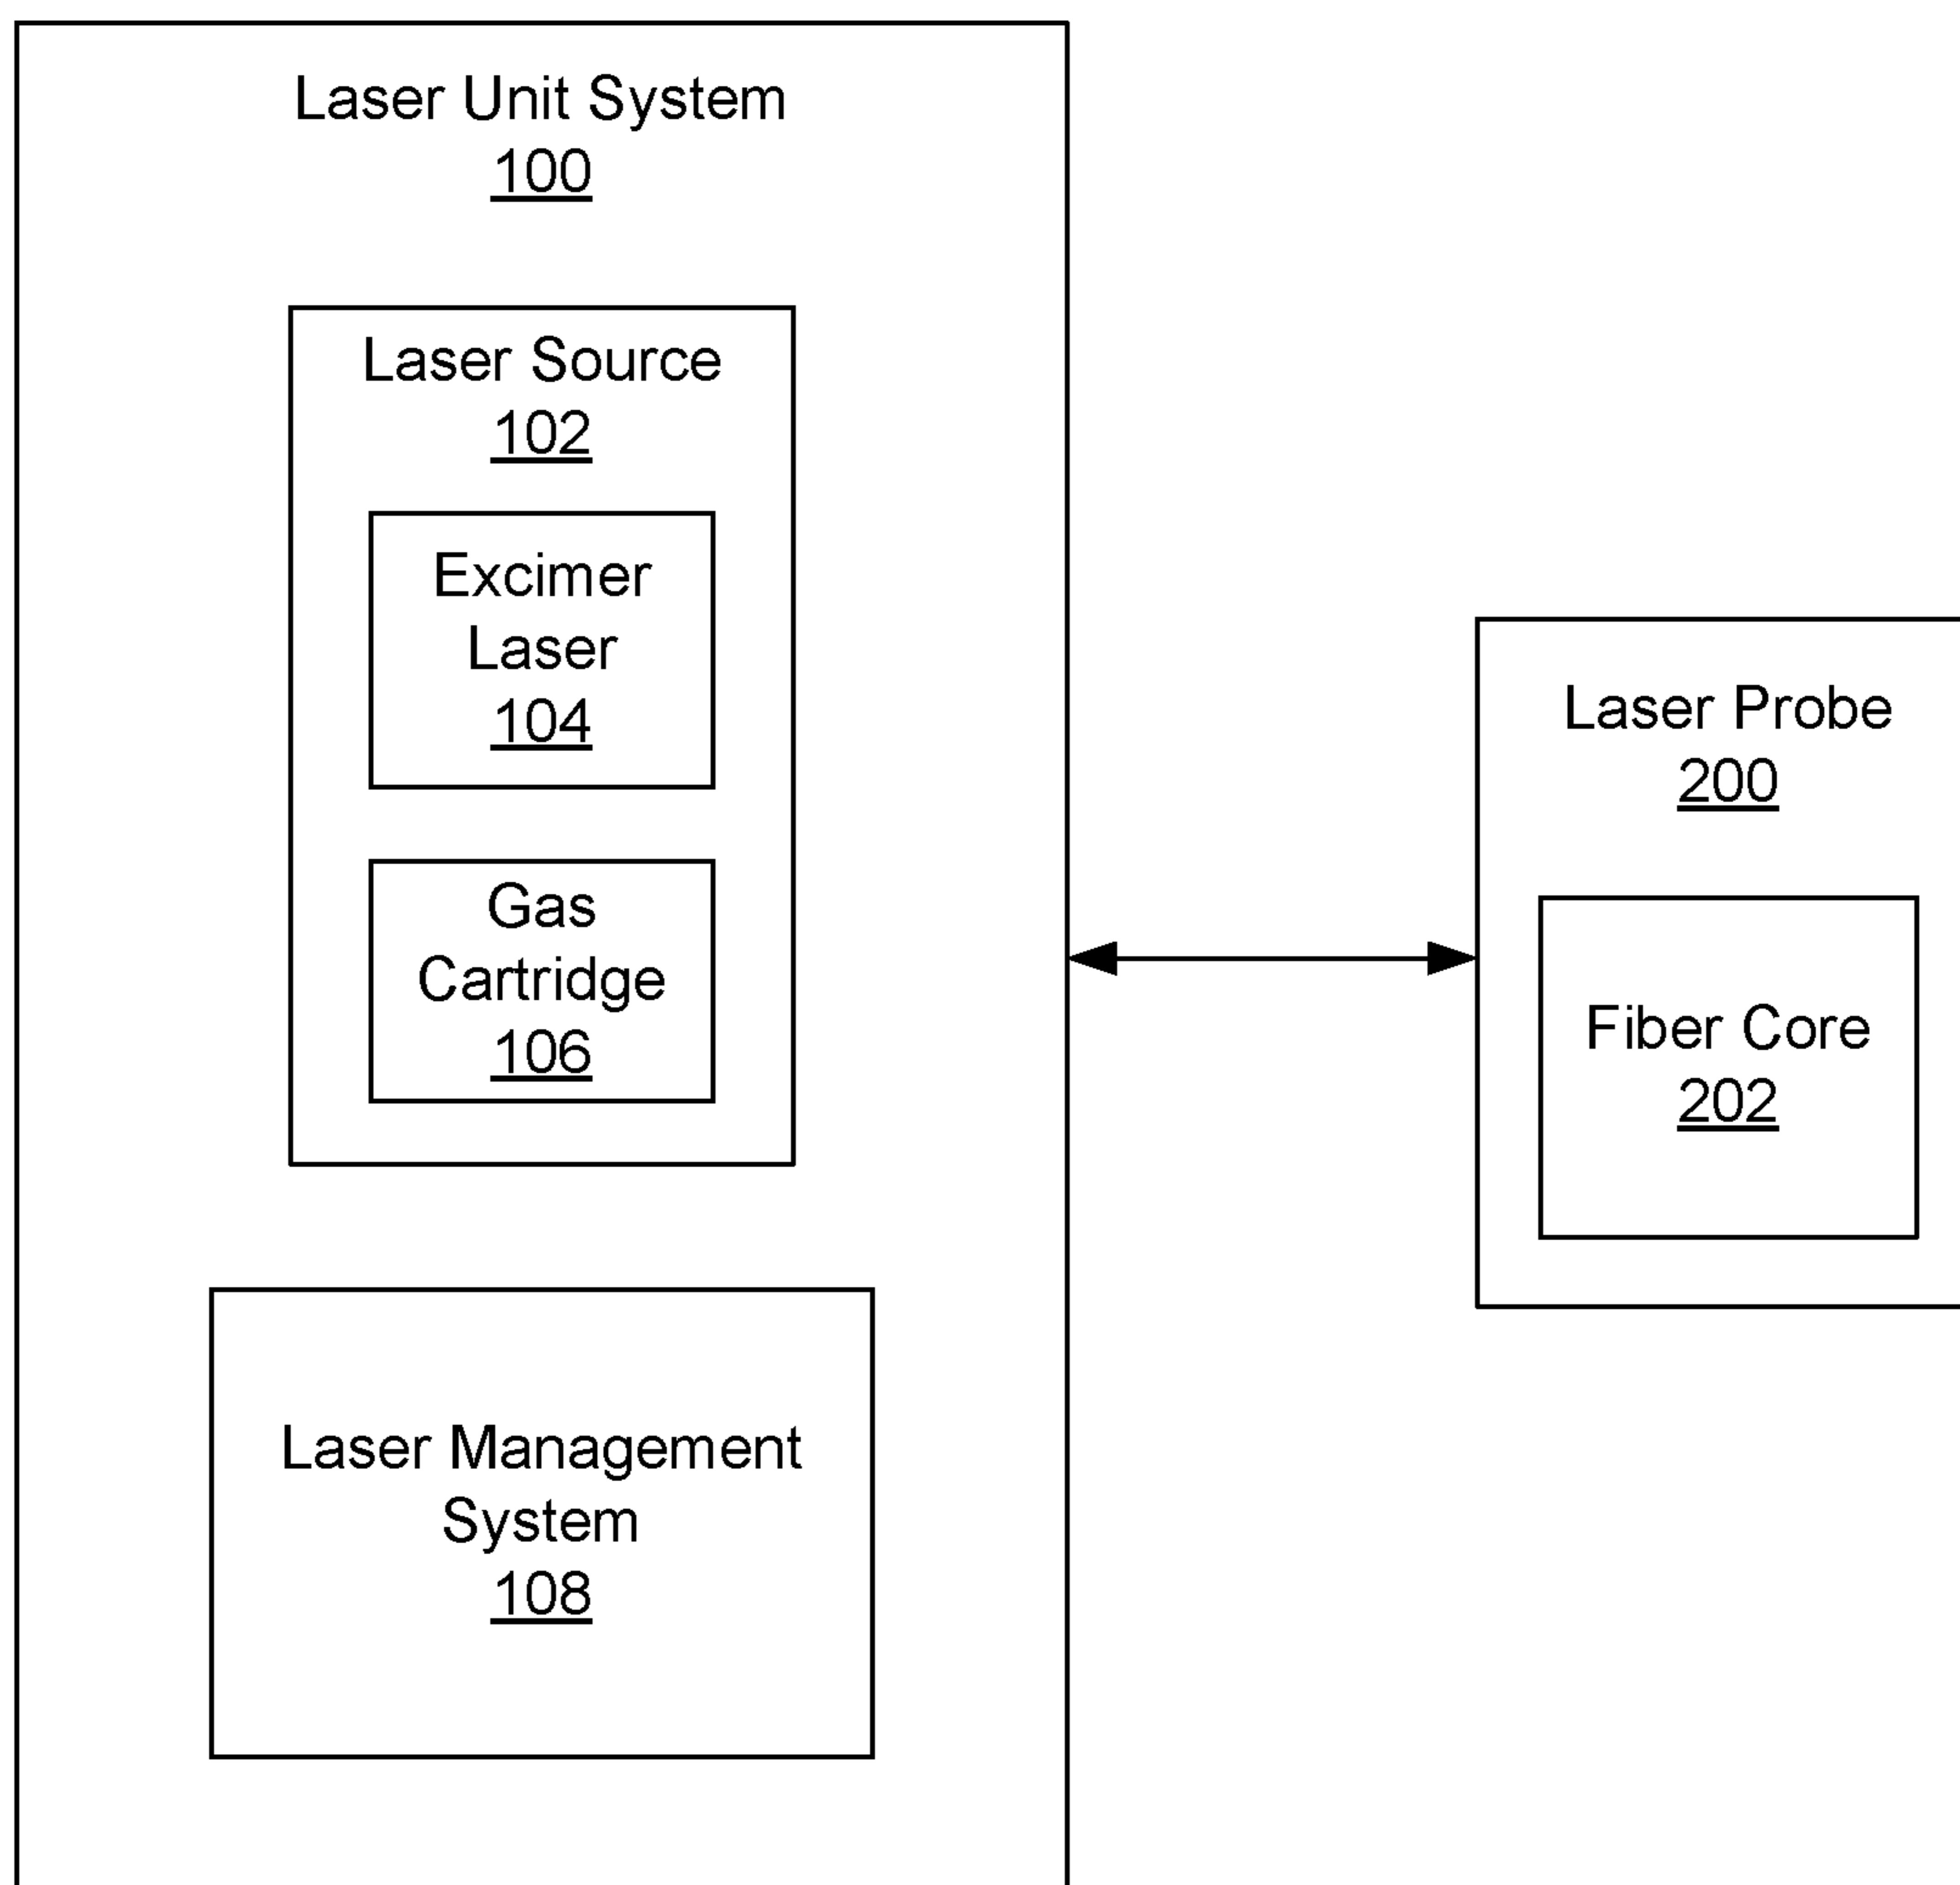 Laser Unit System
100
Laser Source
102
Excimer
Laser
104
Gas
Cartridge
106
Laser Management
System
108
Laser Probe
200
Fiber Core
202